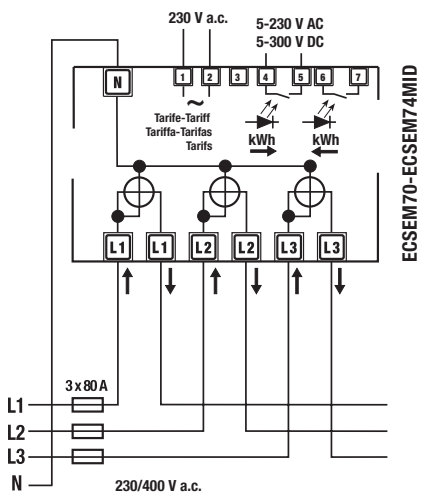 230 V a.c.
5-230 V AC
5-300 V DC
N
1 2 3 4 5 6 7
~
Tarife-Tariff
Tariffa-Tarifas
Tarifs
kWh kWh
ECSEM70-ECSEM74MID
L1 L1 L2 L2 L3 L3
3 x 80 A
L1
L2
L3
N
230/400 V a.c.